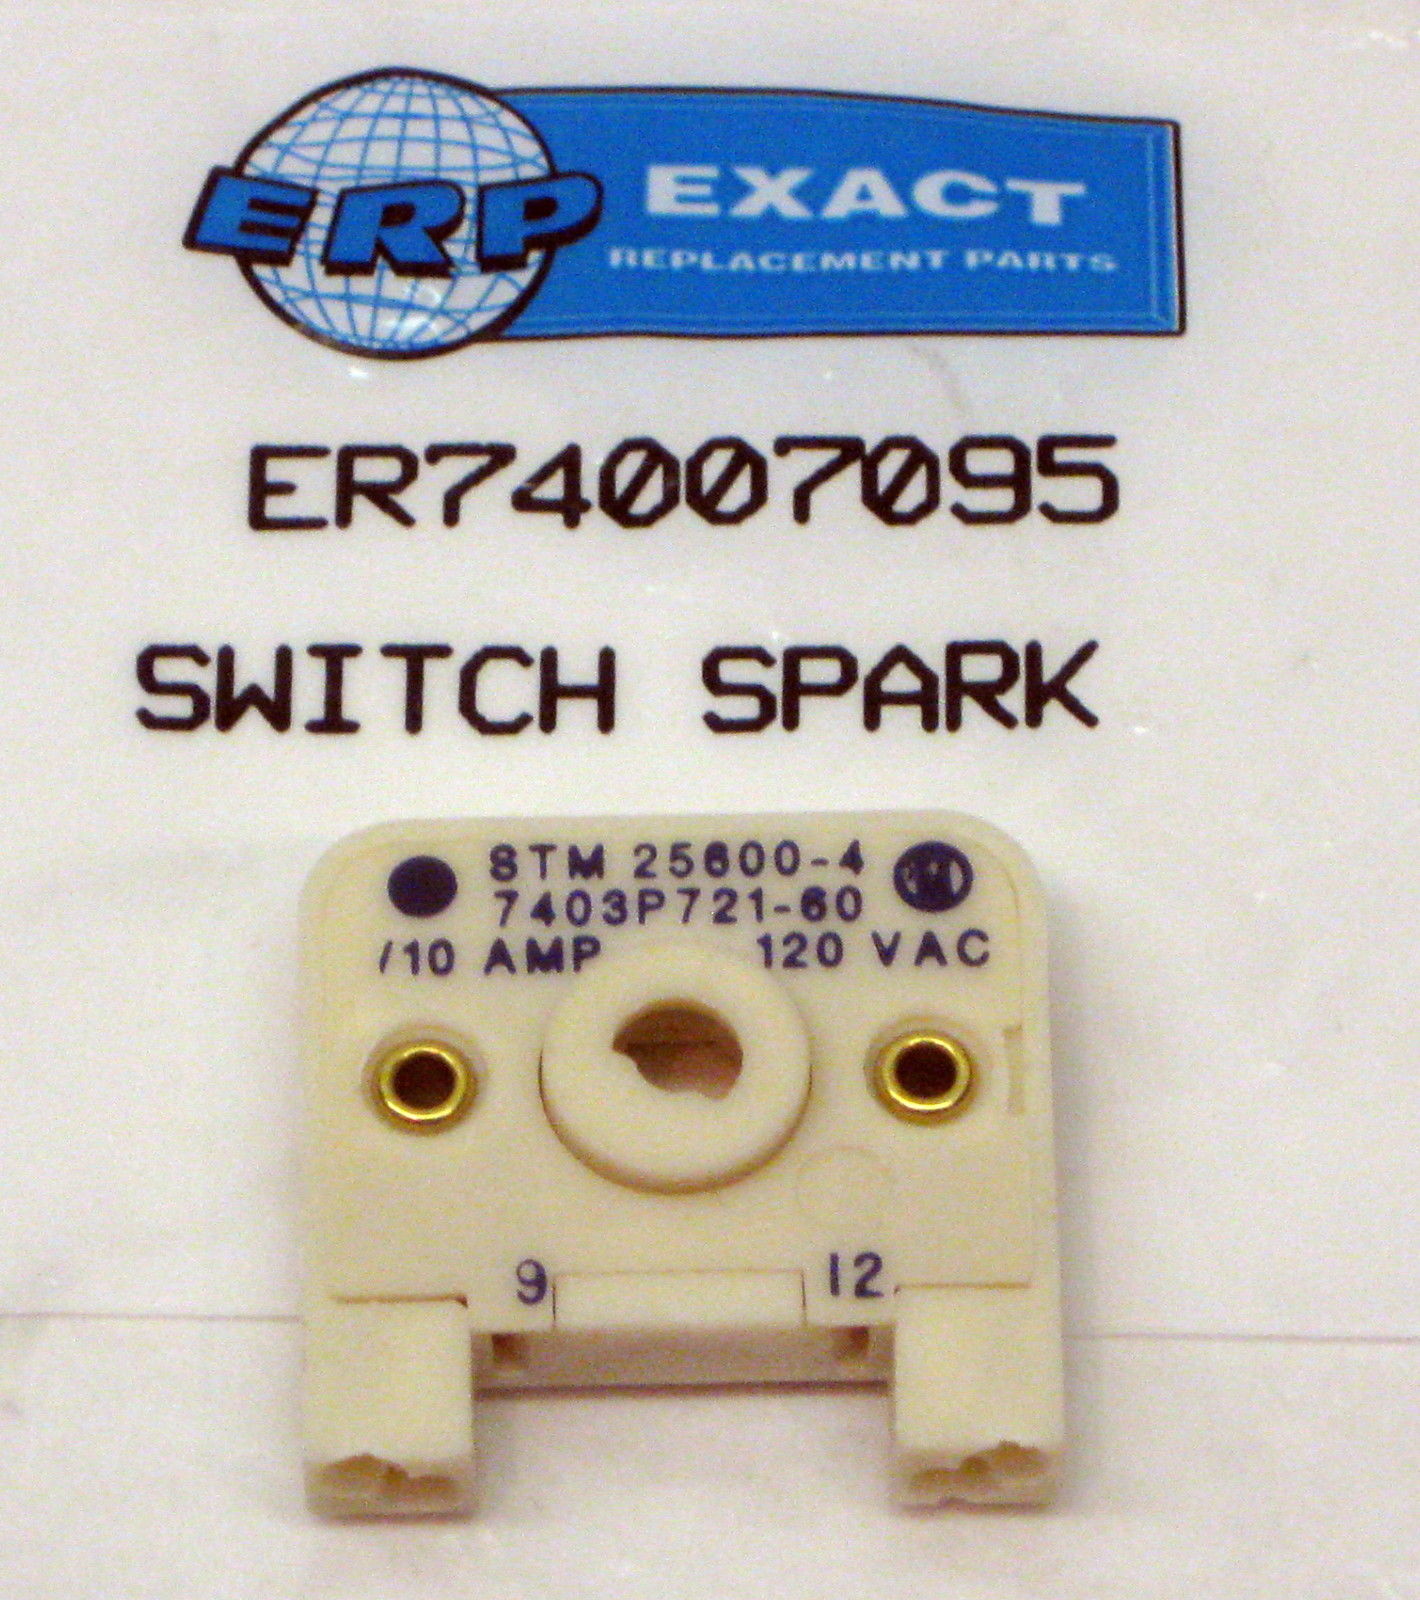 ERP EXACT
REPLACEMENT PARTS
ER74007095
SWITCH SPARK
STM 25600-4
7403P721-60
/10 AMP 120 VAC
9 12